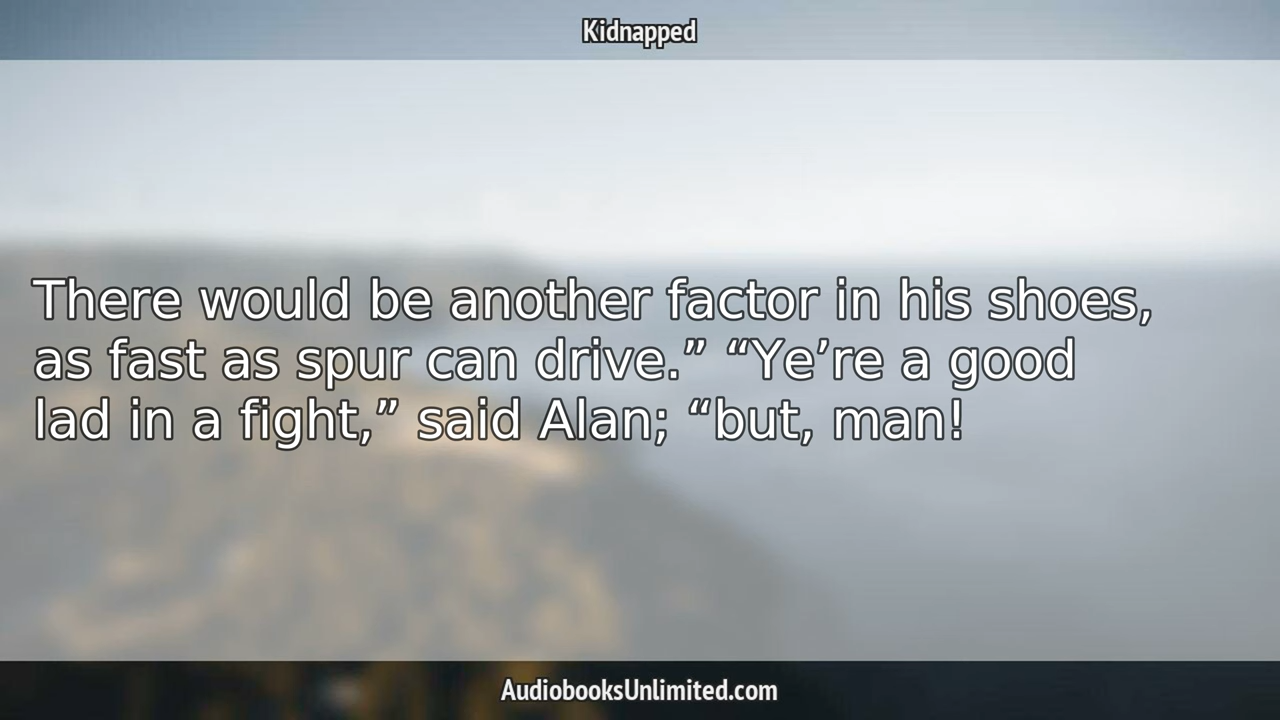 Kidnapped
There would be another factor in his shoes,
as fast as spur can drive.” “Ye’re a good
lad in a fight,” said Alan; “but, man!
AudiobooksUnlimited.com